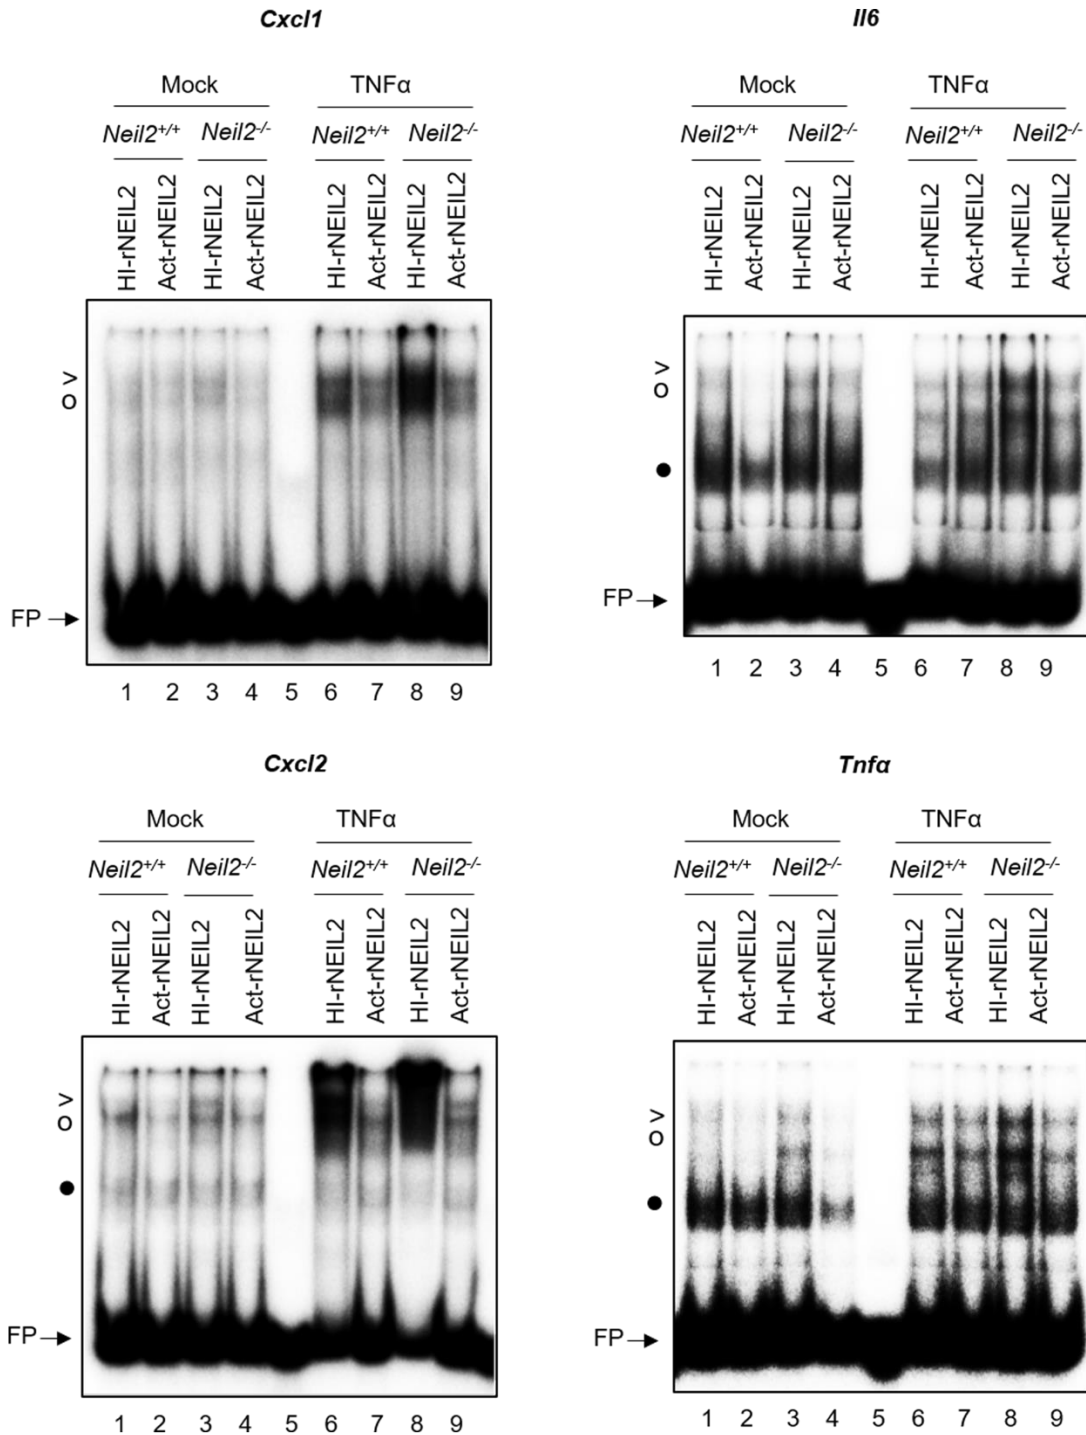 Cxcl1
Mock TNFα
Neil2+/+ Neil2-/- Neil2+/+ Neil2-/-
HI-rNEIL2 Act-rNEIL2 HI-rNEIL2 Act-rNEIL2 HI-rNEIL2 Act-rNEIL2 HI-rNEIL2 Act-rNEIL2
>
o
FP
1 2 3 4 5 6 7 8 9
Il6
Mock TNFα
Neil2+/+ Neil2-/- Neil2+/+ Neil2-/-
HI-rNEIL2 Act-rNEIL2 HI-rNEIL2 Act-rNEIL2 HI-rNEIL2 Act-rNEIL2 HI-rNEIL2 Act-rNEIL2
>
o
●
FP
1 2 3 4 5 6 7 8 9
Cxcl2
Mock TNFα
Neil2+/+ Neil2-/- Neil2+/+ Neil2-/-
HI-rNEIL2 Act-rNEIL2 HI-rNEIL2 Act-rNEIL2 HI-rNEIL2 Act-rNEIL2 HI-rNEIL2 Act-rNEIL2
>
o
●
FP
1 2 3 4 5 6 7 8 9
Tnfα
Mock TNFα
Neil2+/+ Neil2-/- Neil2+/+ Neil2-/-
HI-rNEIL2 Act-rNEIL2 HI-rNEIL2 Act-rNEIL2 HI-rNEIL2 Act-rNEIL2 HI-rNEIL2 Act-rNEIL2
>
o
●
FP
1 2 3 4 5 6 7 8 9